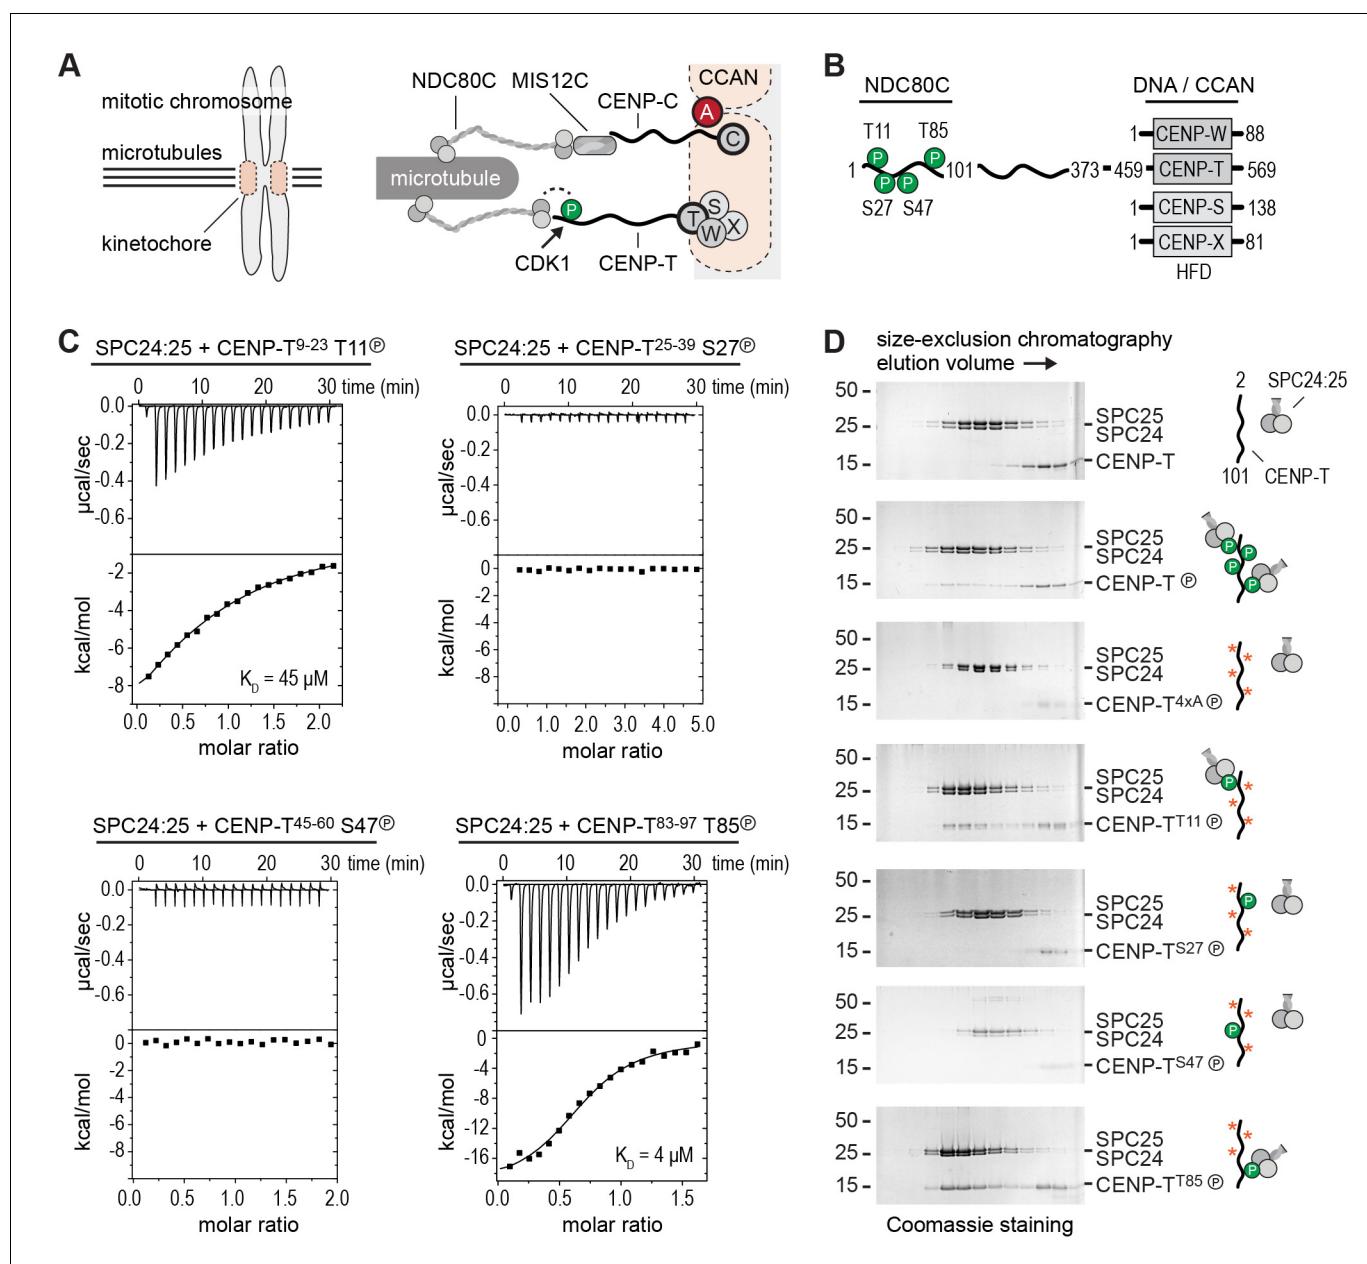 A
mitotic chromosome
microtubules
kinetochore
NDC80C
MIS12C
CENP-C
CCAN
A
C
microtubule
P
CDK1
CENP-T
T
S
W
X
B
NDC80C
DNA / CCAN
T11
T85
P
P
1
101
373
459
P
P
S27
S47
1 CENP-W 88
CENP-T 569
1 CENP-S 138
1 CENP-X 81
HFD
C
SPC24:25 + CENP-T9-23 T11Ⓟ
0 10 20 30 time (min)
0.0
-0.2
-0.4
-0.6
µcal/sec
-2
-4
-6
-8
kcal/mol
KD = 45 µM
0.0 0.5 1.0 1.5 2.0
molar ratio
SPC24:25 + CENP-T25-39 S27Ⓟ
0 10 20 30 time (min)
0.0
-0.2
-0.4
-0.6
µcal/sec
0
-2
-4
-6
-8
kcal/mol
0.0 1.0 2.0 3.0 4.0 5.0
molar ratio
SPC24:25 + CENP-T45-60 S47Ⓟ
0 10 20 30 time (min)
0.0
-0.2
-0.4
-0.6
µcal/sec
0
-2
-4
-6
-8
kcal/mol
0.0 0.5 1.0 1.5 2.0
molar ratio
SPC24:25 + CENP-T83-97 T85Ⓟ
0 10 20 30 time (min)
0.0
-0.2
-0.4
-0.6
µcal/sec
0
-4
-8
-12
-16
kcal/mol
KD = 4 µM
0.0 0.5 1.0 1.5
molar ratio
D
size-exclusion chromatography
elution volume →
50
25
15
SPC25
SPC24
CENP-T
2
SPC24:25
101
CENP-T
50
25
15
SPC25
SPC24
CENP-T Ⓟ
P
P
P
P
50
25
15
SPC25
SPC24
CENP-T4xA Ⓟ
* * * *
50
25
15
SPC25
SPC24
CENP-TT11 Ⓟ
P
* * *
50
25
15
SPC25
SPC24
CENP-TS27 Ⓟ
P
* * *
50
25
15
SPC25
SPC24
CENP-TS47 Ⓟ
P
* * *
50
25
15
SPC25
SPC24
CENP-TT85 Ⓟ
P
* * *
Coomassie staining